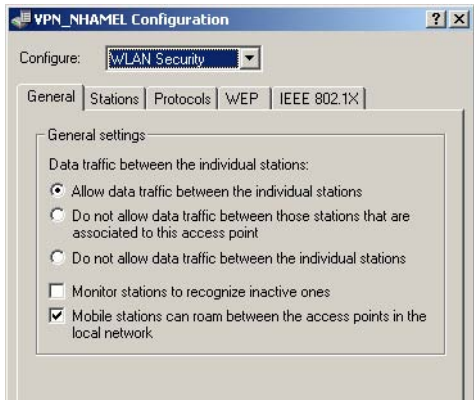 VPN_NHAMEL Configuration
Configure: WLAN Security
General Stations Protocols WEP IEEE 802.1X
General settings
Data traffic between the individual stations:
Allow data traffic between the individual stations
Do not allow data traffic between those stations that are
associated to this access point
Do not allow data traffic between the individual stations
Monitor stations to recognize inactive ones
Mobile stations can roam between the access points in the
local network